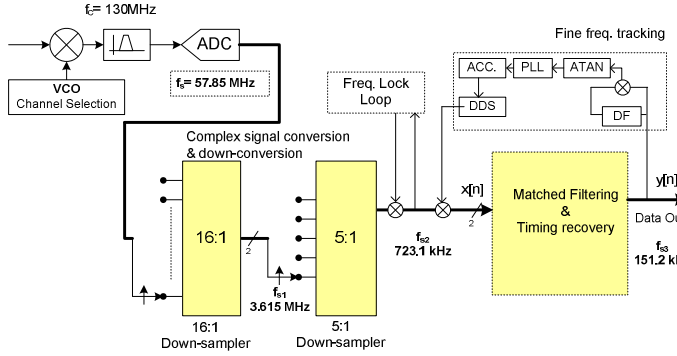 fc= 130MHz
ADC
VCO
Channel Selection
fs= 57.85 MHz
Complex signal conversion
& down-conversion
16:1
2
fs1
3.615 MHz
16:1
Down-sampler
5:1
5:1
Down-sampler
Freq. Lock
Loop
fs2
723.1 kHz
Fine freq. tracking
ACC.
PLL
ATAN
DDS
DF
x[n]
2
Matched Filtering
&
Timing recovery
y[n]
Data Ou
fs3
151.2 k